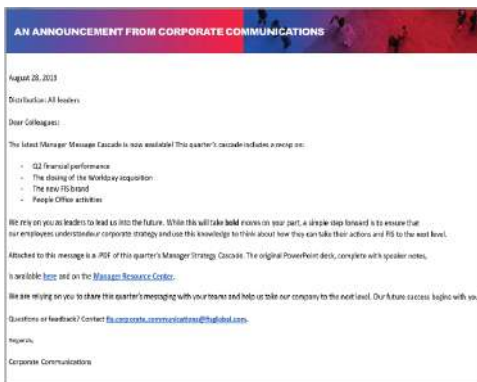 AN ANNOUNCEMENT FROM CORPORATE COMMUNICATIONS
August 28, 2019
Distribution: All leaders
Dear Colleagues:
The latest Manager Message Cascade is now available! This quarter's cascade includes a recap on:
- Q2 financial performance
- The closing of the Worldpay acquisition
- The new FIS brand
- People Office activities
We rely on you as leaders to lead us into the future. While this will take bold moves on your part, a simple step forward is to ensure that
our employees understand our corporate strategy and use this knowledge to think about how they can take their actions and FIS to the next level.
Attached to this message is a .PDF of this quarter's Manager Strategy Cascade. The original PowerPoint deck, complete with speaker notes,
is available here and on the Manager Resource Center.
We are relying on you to share this quarter's messaging with your teams and help us take our company to the next level. Our future success begins with you
Questions or feedback? Contact fis.corporate.communications@fisglobal.com.
Regards,
Corporate Communications